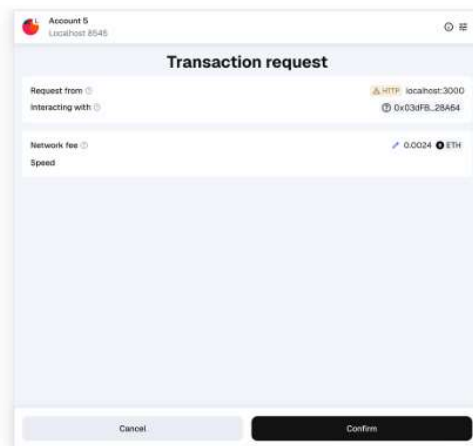 Account 5
Localhost 8545
Transaction request
Request from
HTTP localhost:3000
Interacting with
0x03dFB...28A64
Network fee
0.0024 ETH
Speed
Cancel
Confirm